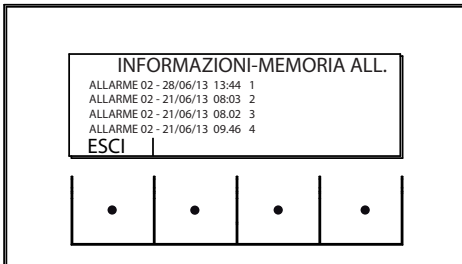 INFORMAZIONI-MEMORIA ALL.
ALLARME 02 - 28/06/13 13:44 1
ALLARME 02 - 21/06/13 08:03 2
ALLARME 02 - 21/06/13 08.02 3
ALLARME 02 - 21/06/13 09.46 4
ESCI